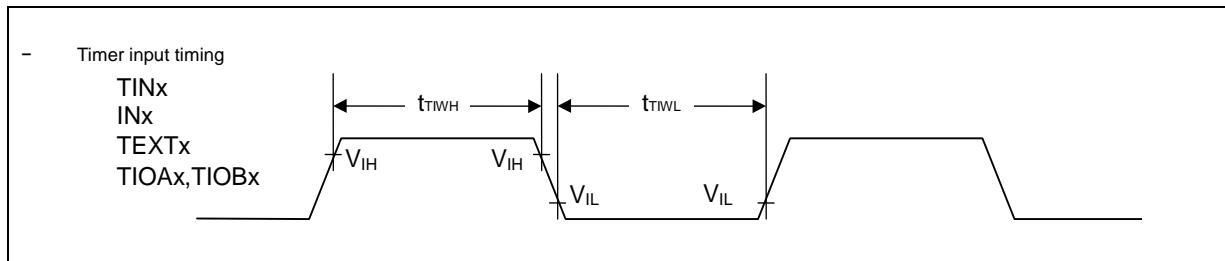 – Timer input timing
TINx
INx
TEXTx
TIOAx,TIOBx
tTIWH tTIWL
VIH VIH
VIL VIL